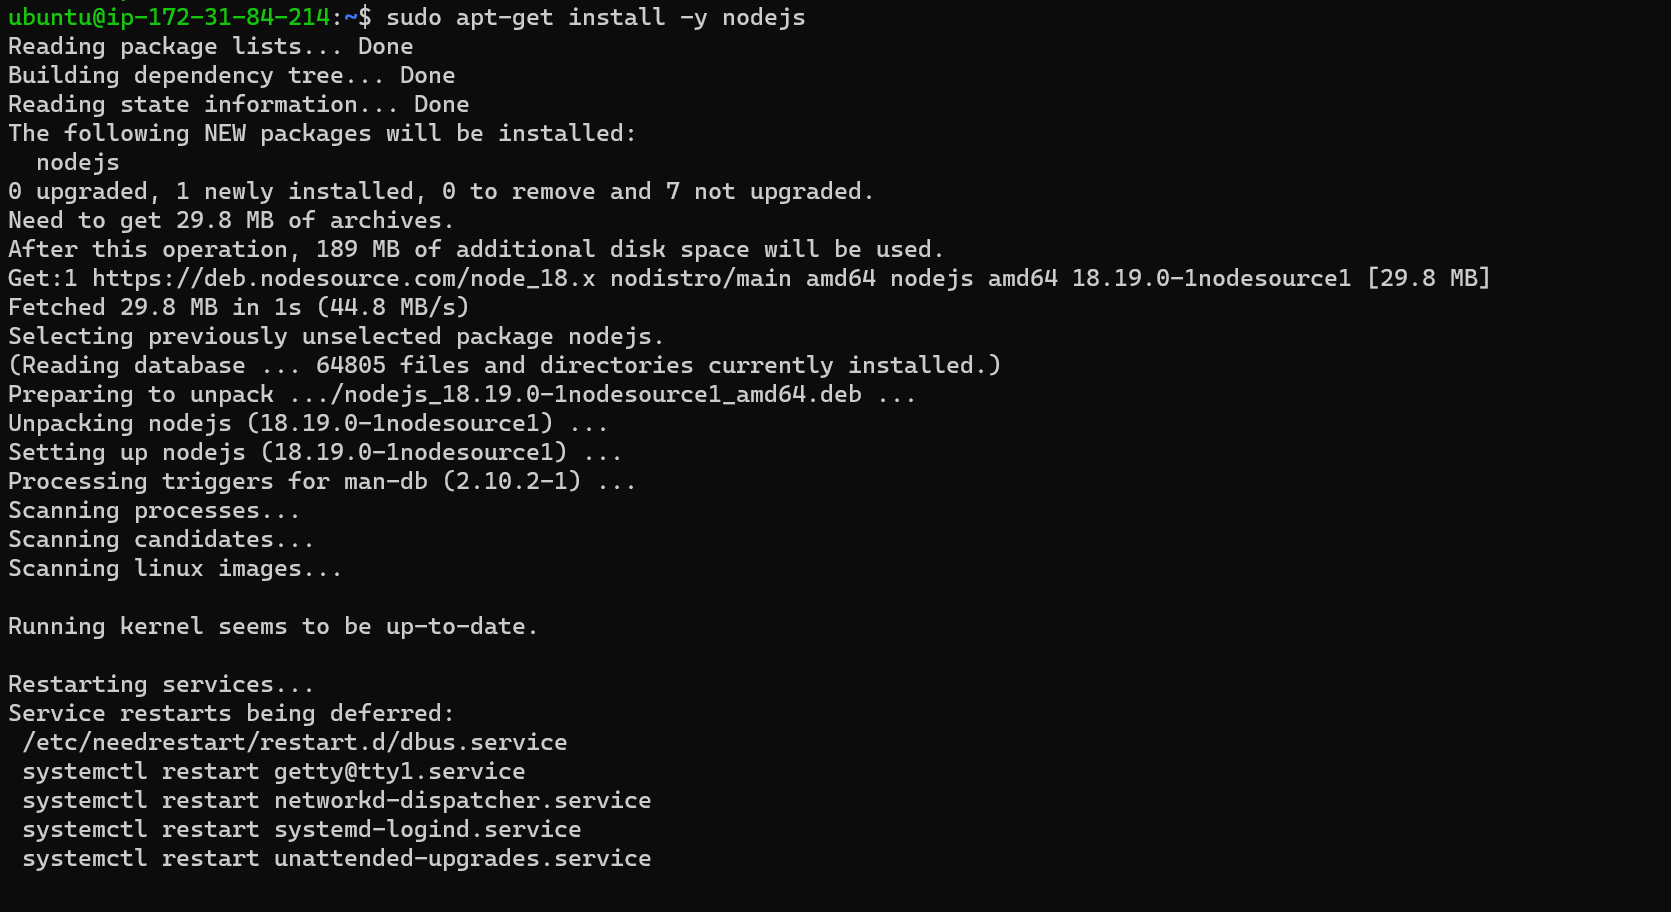 ubuntu@ip-172-31-84-214:~$ sudo apt-get install -y nodejs
Reading package lists... Done
Building dependency tree... Done
Reading state information... Done
The following NEW packages will be installed:
  nodejs
0 upgraded, 1 newly installed, 0 to remove and 7 not upgraded.
Need to get 29.8 MB of archives.
After this operation, 189 MB of additional disk space will be used.
Get:1 https://deb.nodesource.com/node_18.x nodistro/main amd64 nodejs amd64 18.19.0-1nodesource1 [29.8 MB]
Fetched 29.8 MB in 1s (44.8 MB/s)
Selecting previously unselected package nodejs.
(Reading database ... 64805 files and directories currently installed.)
Preparing to unpack .../nodejs_18.19.0-1nodesource1_amd64.deb ...
Unpacking nodejs (18.19.0-1nodesource1) ...
Setting up nodejs (18.19.0-1nodesource1) ...
Processing triggers for man-db (2.10.2-1) ...
Scanning processes...
Scanning candidates...
Scanning linux images...

Running kernel seems to be up-to-date.

Restarting services...
Service restarts being deferred:
 /etc/needrestart/restart.d/dbus.service
 systemctl restart getty@tty1.service
 systemctl restart networkd-dispatcher.service
 systemctl restart systemd-logind.service
 systemctl restart unattended-upgrades.service